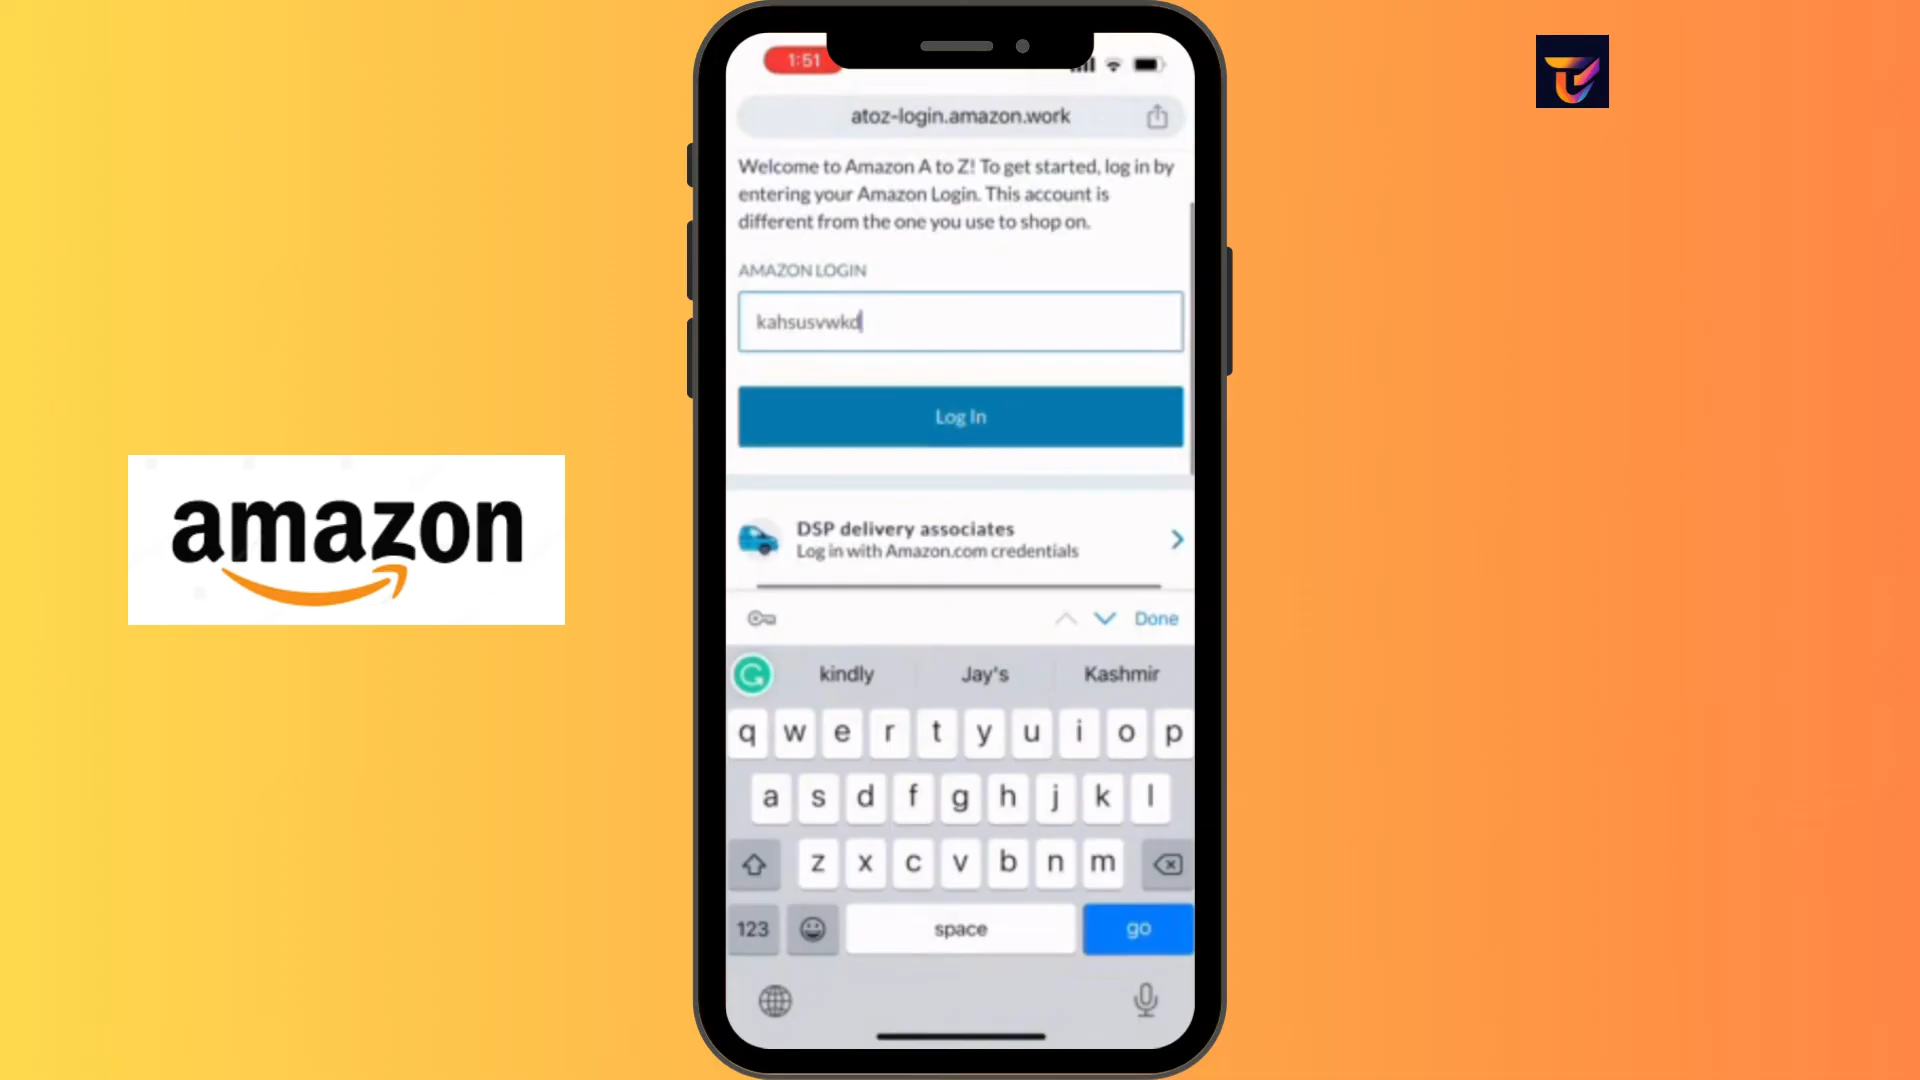 1:51
atoz-login.amazon.work
Welcome to Amazon A to Z! To get started, log in by
entering your Amazon Login. This account is
different from the one you use to shop on.
AMAZON LOGIN
kahsusvwkd
Log In
amazon
DSP delivery associates
Log in with Amazon.com credentials
Done
kindly Jay's Kashmir
q w e r t y u i o p
a s d f g h j k l
z x c v b n m
123 space go